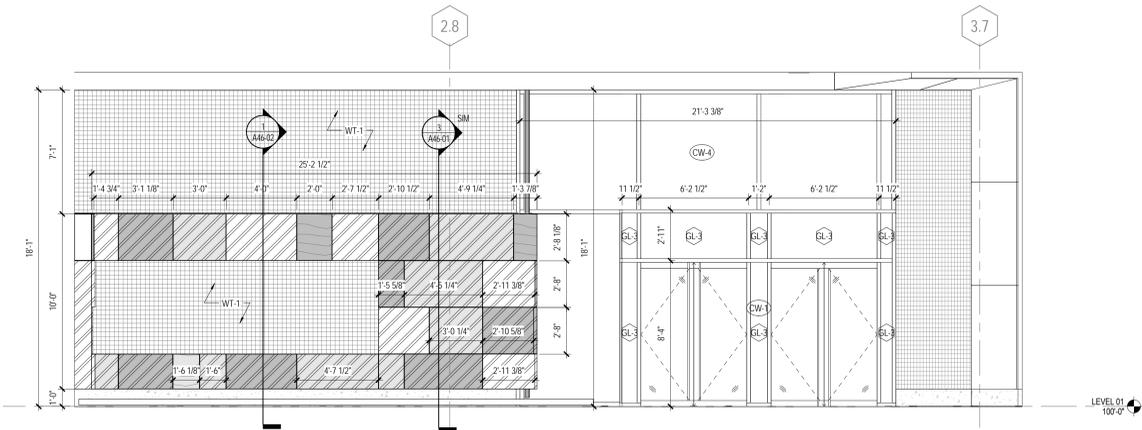 2.8
3.7
1
A46-02
3
A46-01
SIM
WT-1
21'-3 3/8"
CW-4
7'-1"
25'-2 1/2"
1'-4 3/4"
3'-1 1/8"
3'-0"
4'-0"
2'-0"
2'-7 1/2"
2'-10 1/2"
4'-9 1/4"
1'-3 7/8"
11 1/2"
6'-2 1/2"
1'-2"
6'-2 1/2"
11 1/2"
18'-1"
2'-8 1/8"
18'-1"
2'-11"
GL-3
GL-3
GL-3
GL-3
GL-3
10'-0"
WT-1
1'-5 5/8"
2'-11 3/8"
2'-8"
CW-1
3'-0 1/4"
2'-10 5/8"
2'-8"
8'-4"
GL-3
GL-3
GL-3
1'-6 1/8"
1'-6"
4'-7 1/2"
2'-11 3/8"
1'-0"
LEVEL 01
100'-0"